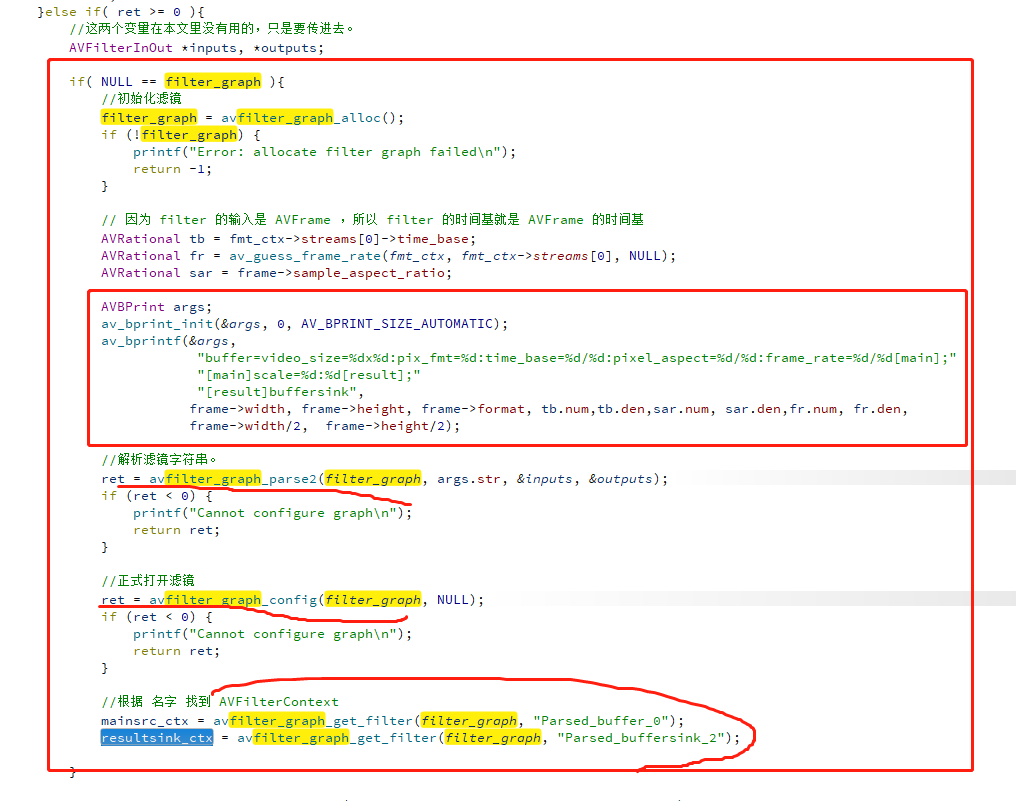 }else if( ret >= 0 ){
//这两个变量在本文里没有用的，只是要传进去。
AVFilterInOut *inputs, *outputs;
if( NULL == filter_graph ){
//初始化滤镜
filter_graph = avfilter_graph_alloc();
if (!filter_graph) {
printf("Error: allocate filter graph failed\n");
return -1;
}
// 因为 filter 的输入是 AVFrame ，所以 filter 的时间基就是 AVFrame 的时间基
AVRational tb = fmt_ctx->streams[0]->time_base;
AVRational fr = av_guess_frame_rate(fmt_ctx, fmt_ctx->streams[0], NULL);
AVRational sar = frame->sample_aspect_ratio;
AVBPrint args;
av_bprint_init(&args, 0, AV_BPRINT_SIZE_AUTOMATIC);
av_bprintf(&args,
"buffer=video_size=%dx%d:pix_fmt=%d:time_base=%d/%d:pixel_aspect=%d/%d:frame_rate=%d/%d[main];"
"[main]scale=%d:%d[result];"
"[result]buffersink",
frame->width, frame->height, frame->format, tb.num,tb.den,sar.num, sar.den,fr.num, fr.den,
frame->width/2,  frame->height/2);
//解析滤镜字符串。
ret = avfilter_graph_parse2(filter_graph, args.str, &inputs, &outputs);
if (ret < 0) {
printf("Cannot configure graph\n");
return ret;
}
//正式打开滤镜
ret = avfilter_graph_config(filter_graph, NULL);
if (ret < 0) {
printf("Cannot configure graph\n");
return ret;
}
//根据 名字 找到 AVFilterContext
mainsrc_ctx = avfilter_graph_get_filter(filter_graph, "Parsed_buffer_0");
resultsink_ctx = avfilter_graph_get_filter(filter_graph, "Parsed_buffersink_2");
}